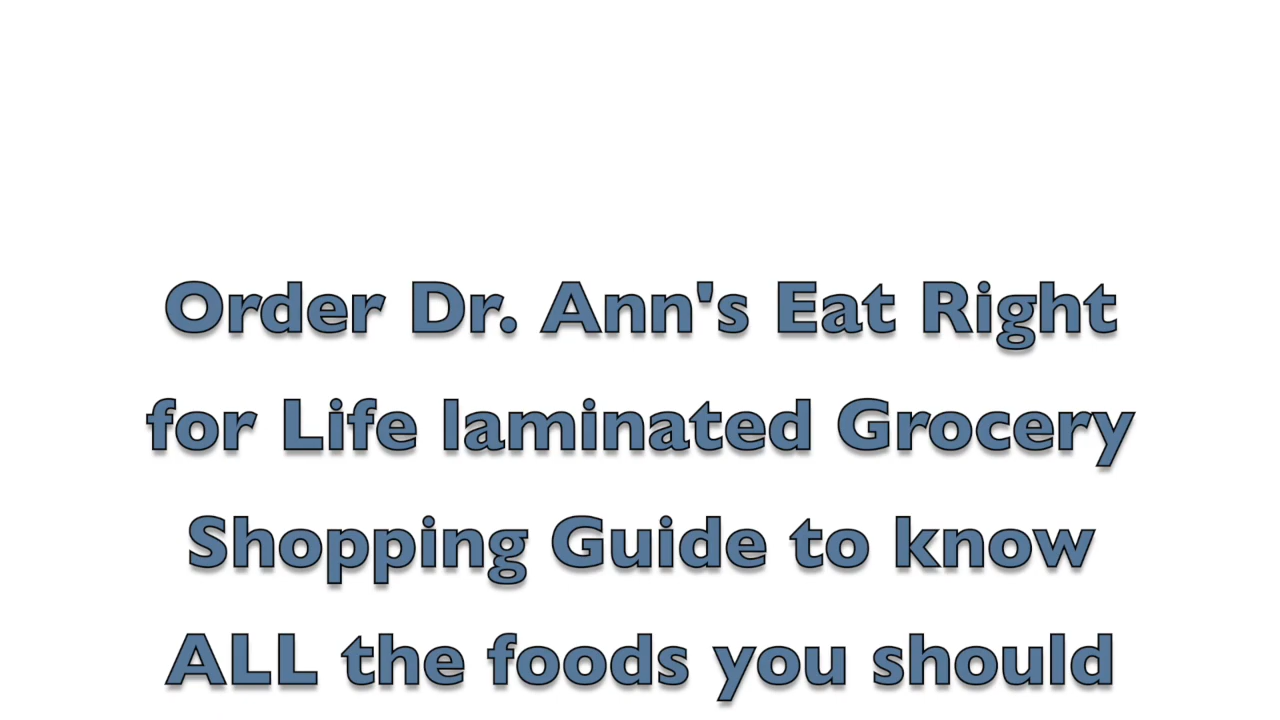 Order Dr. Ann's Eat Right
for Life laminated Grocery
Shopping Guide to know
ALL the foods you should